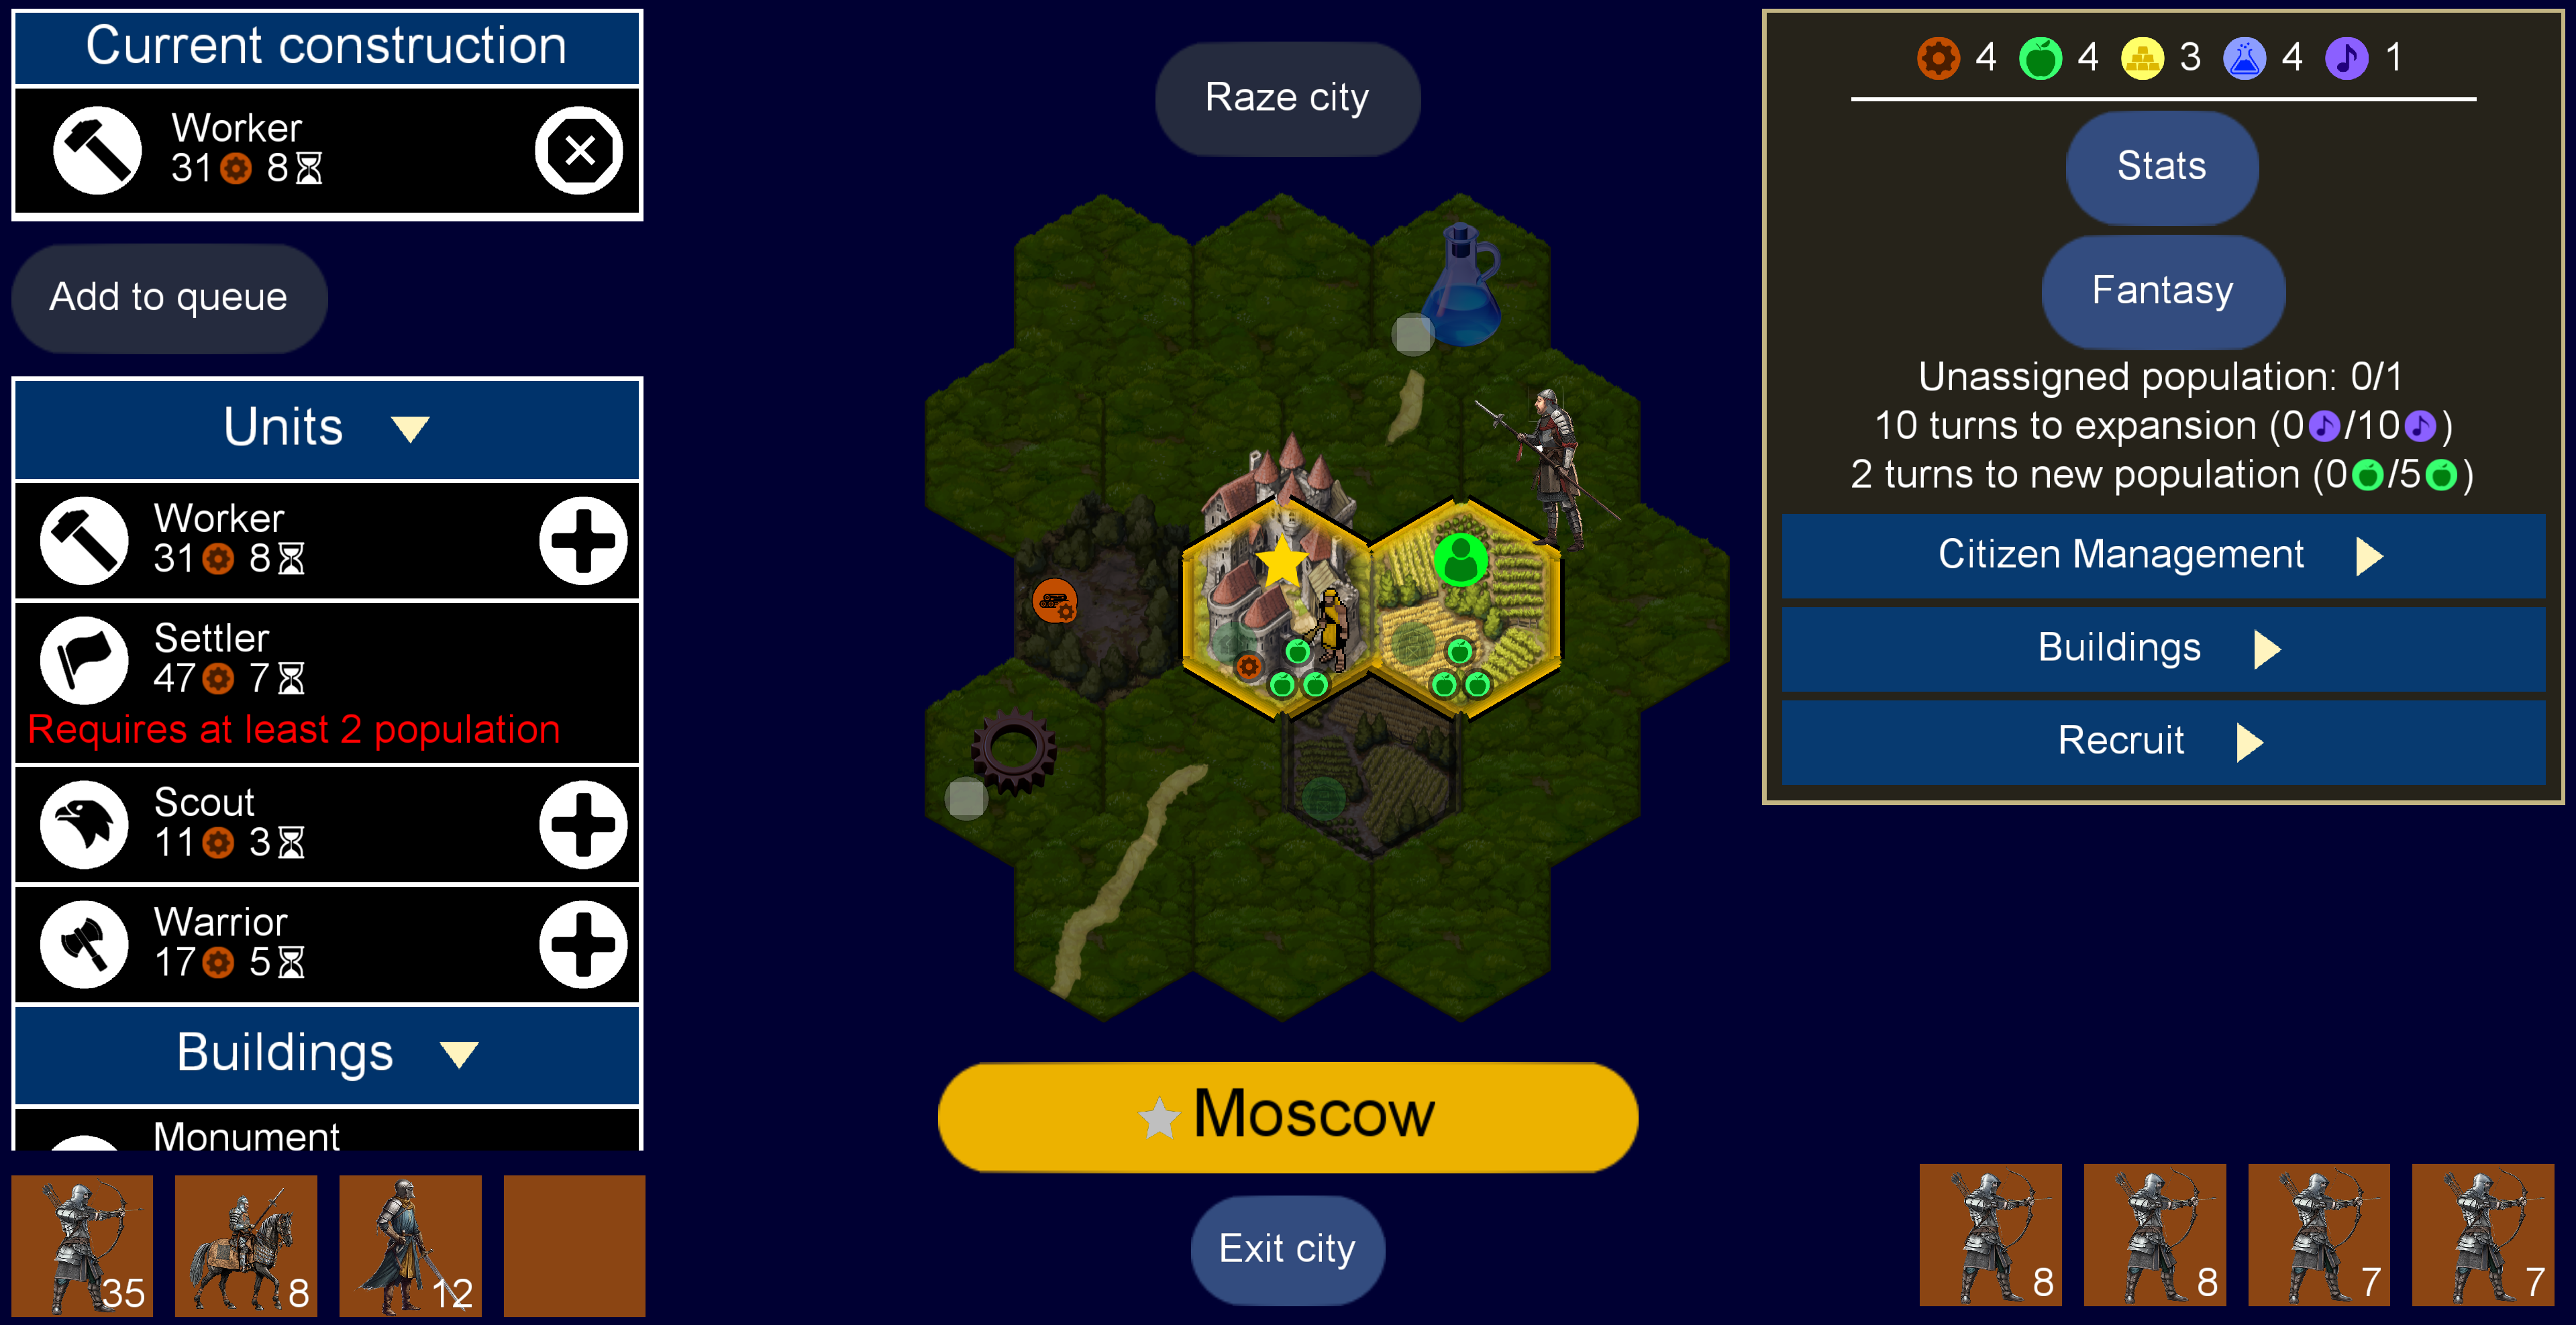 Current construction
Worker
31 8
Add to queue
Units
Worker
31 8
Settler
47 7
Requires at least 2 population
Scout
11 3
Warrior
17 5
Buildings
Monument
35
8
12
Raze city
Moscow
Exit city
4 4 3 4 1
Stats
Fantasy
Unassigned population: 0/1
10 turns to expansion (0/10)
2 turns to new population (0/5)
Citizen Management
Buildings
Recruit
8
8
7
7